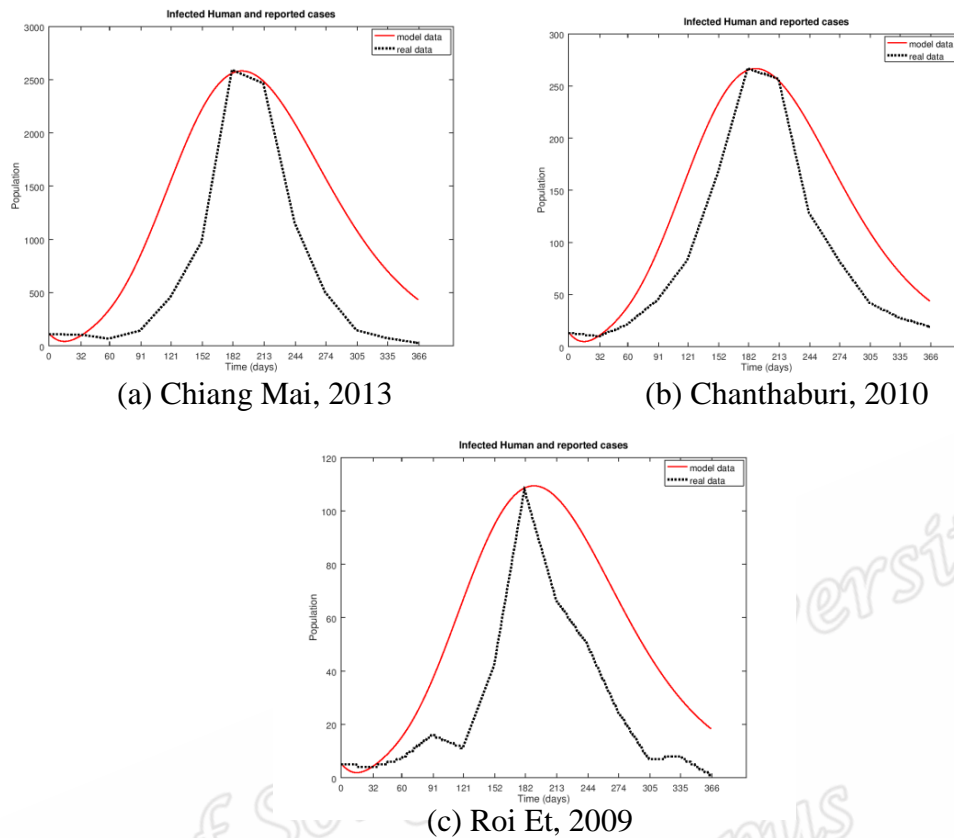 Infected Human and reported cases
3000
2500
2000
1500
1000
500
0
Population
model data
real data
0 32 60 91 121 152 182 213 244 274 305 335 366
Time (days)
(a) Chiang Mai, 2013
Infected Human and reported cases
300
250
200
150
100
50
0
Population
model data
real data
0 32 60 91 121 152 182 213 244 274 305 335 366
Time (days)
(b) Chanthaburi, 2010
Infected Human and reported cases
120
100
80
60
40
20
0
Population
model data
real data
0 32 60 91 121 152 182 213 244 274 305 335 366
Time (days)
(c) Roi Et, 2009